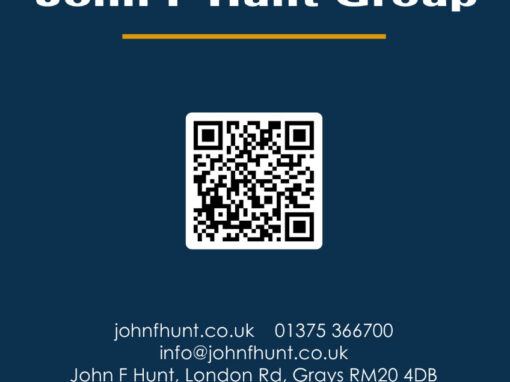 John F Hunt Group
johnfhunt.co.uk 01375 366700
info@johnfhunt.co.uk
John F Hunt, London Rd, Grays RM20 4DB